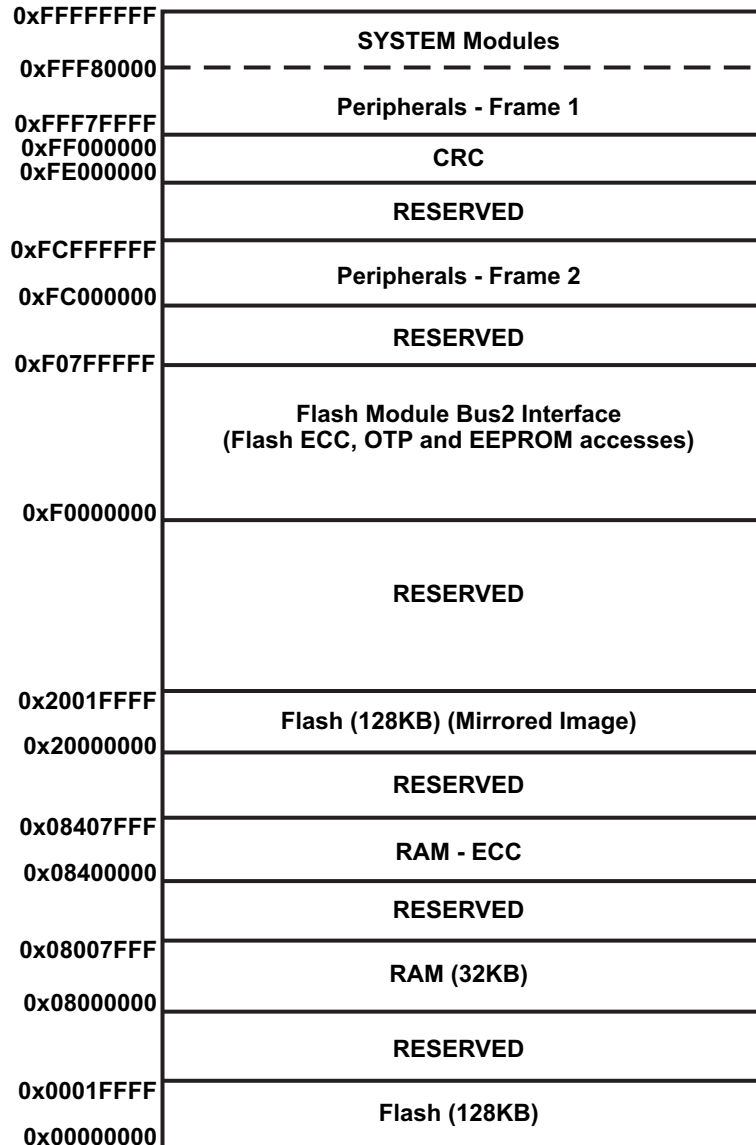 0xFFFFFFFF
SYSTEM Modules
0xFFF80000
Peripherals - Frame 1
0xFFF7FFFF
0xFF000000
CRC
0xFE000000
RESERVED
0xFCFFFFFF
Peripherals - Frame 2
0xFC000000
RESERVED
0xF07FFFFF
Flash Module Bus2 Interface
(Flash ECC, OTP and EEPROM accesses)
0xF0000000
RESERVED
0x2001FFFF
Flash (128KB) (Mirrored Image)
0x20000000
RESERVED
0x08407FFF
RAM - ECC
0x08400000
RESERVED
0x08007FFF
RAM (32KB)
0x08000000
RESERVED
0x0001FFFF
Flash (128KB)
0x00000000